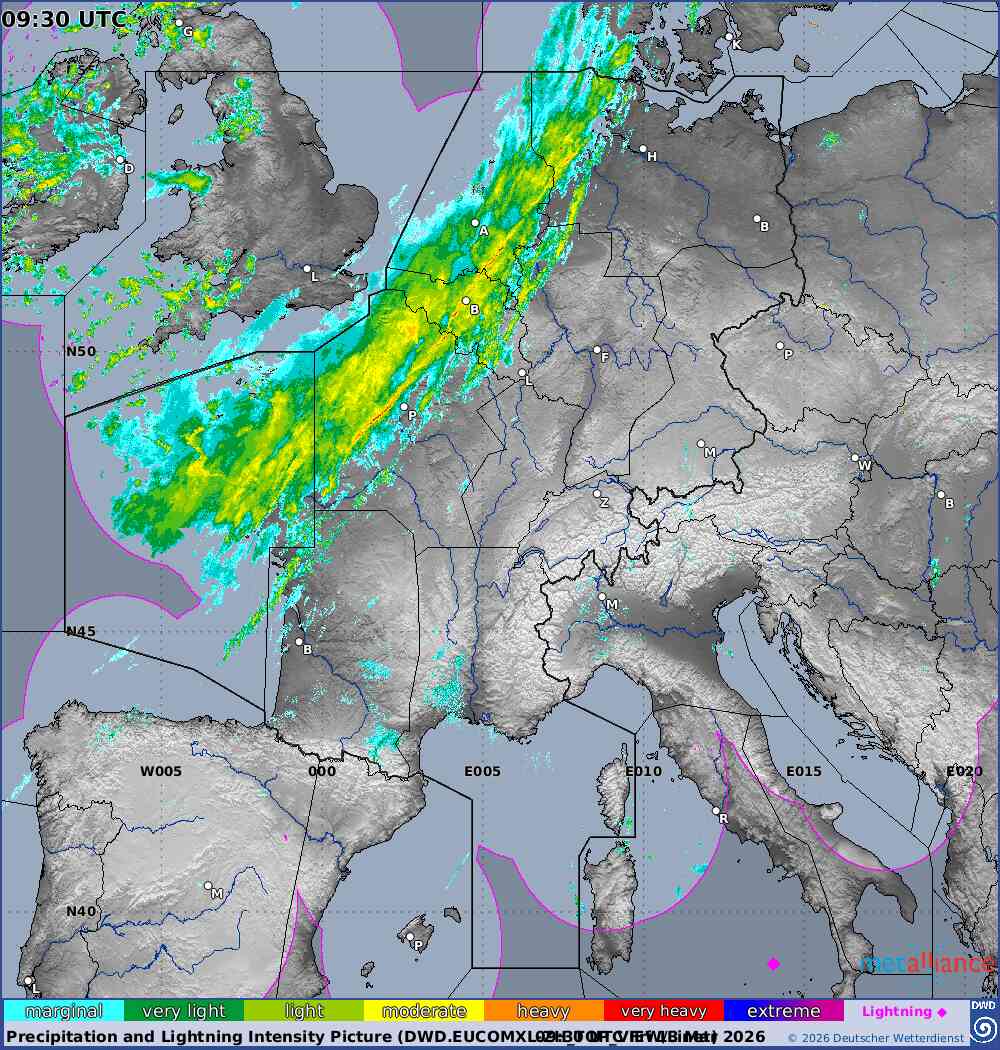 09:30 UTC
G
K
D
H
A
B
L
B
N50
F
P
L
P
M
W
Z
B
M
N45
B
W005
000
E005
E010
E015
E020
R
M
N40
P
L
metalliance
marginal very light light moderate heavy very heavy extreme Lightning
DWD
Precipitation and Lightning Intensity Picture (DWD.EUCOMXL
2026 © 2026 Deutscher Wetterdienst